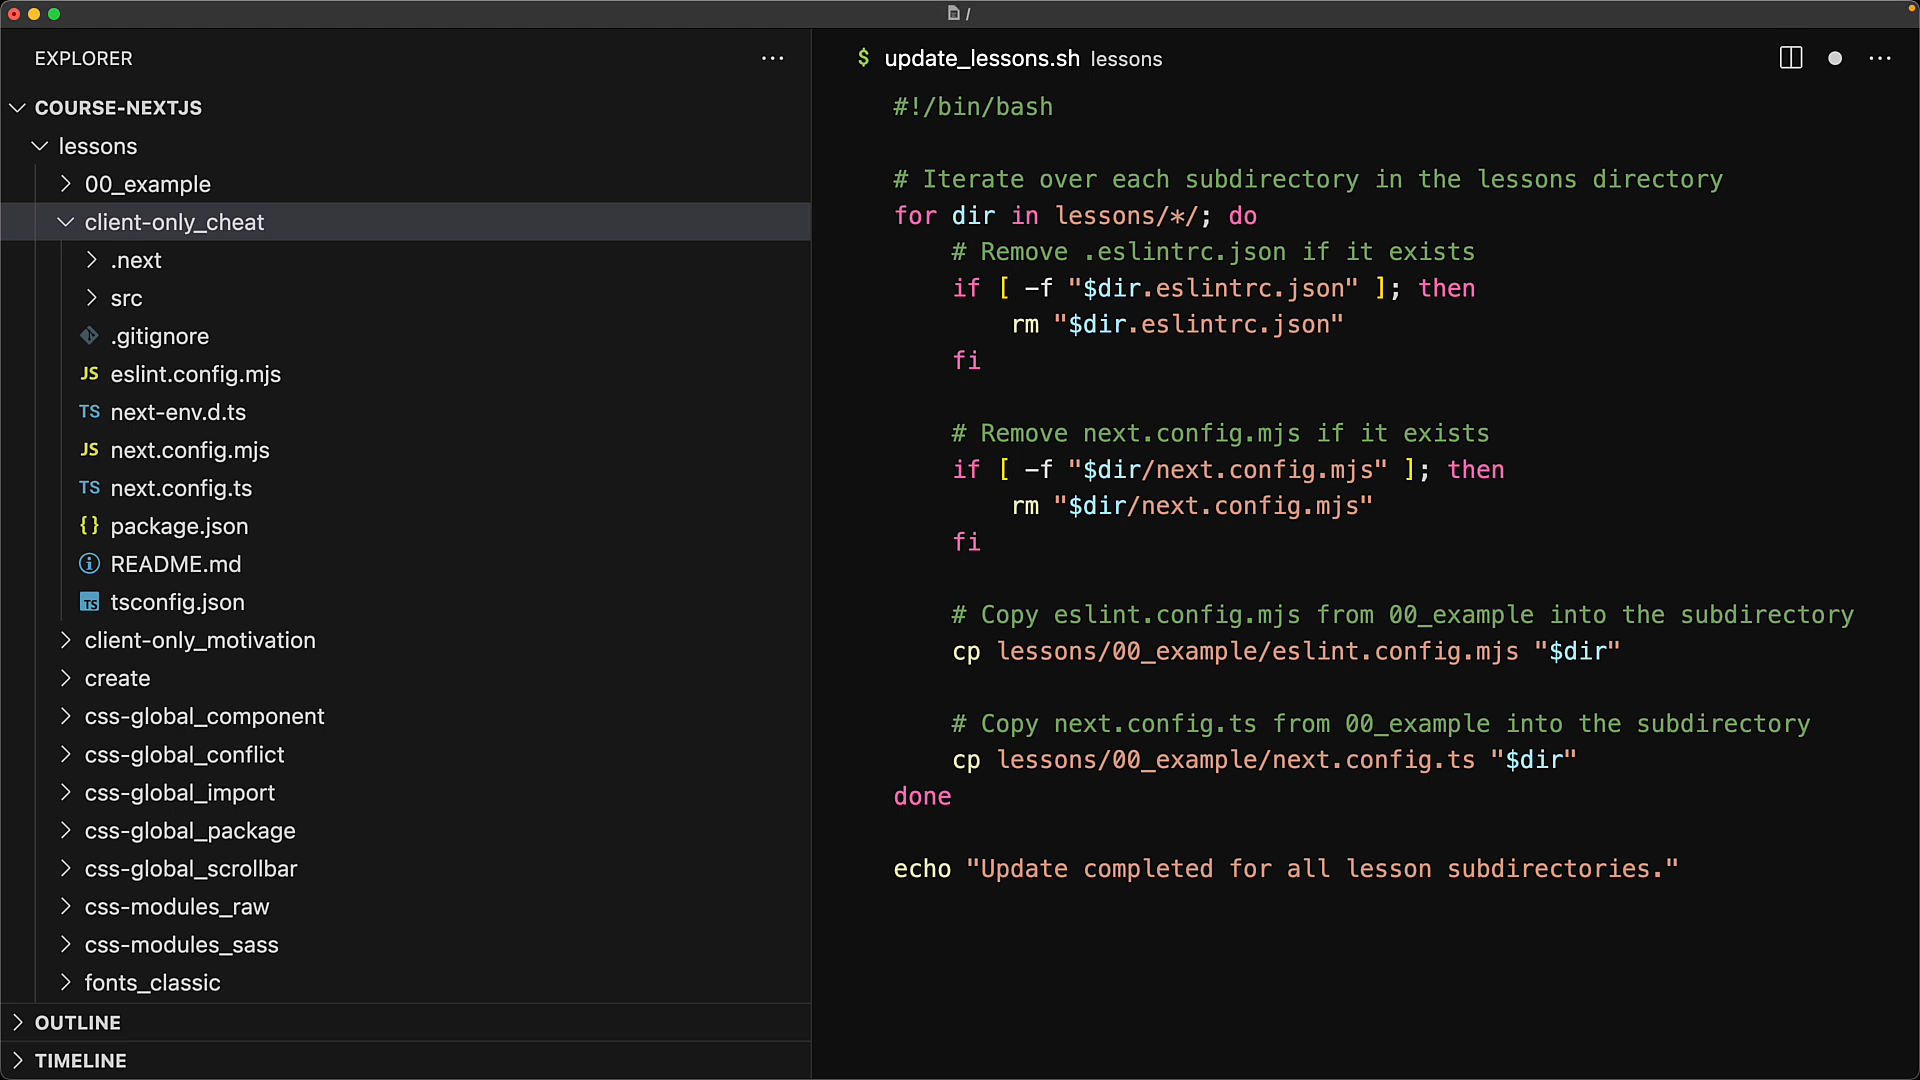 /
EXPLORER
COURSE-NEXTJS
lessons
00_example
client-only_cheat
.next
src
.gitignore
JS eslint.config.mjs
TS next-env.d.ts
JS next.config.mjs
TS next.config.ts
{} package.json
README.md
TS tsconfig.json
client-only_motivation
create
css-global_component
css-global_conflict
css-global_import
css-global_package
css-global_scrollbar
css-modules_raw
css-modules_sass
fonts_classic
OUTLINE
TIMELINE
$ update_lessons.sh lessons
#!/bin/bash
# Iterate over each subdirectory in the lessons directory
for dir in lessons/*/; do
    # Remove .eslintrc.json if it exists
    if [ -f "$dir.eslintrc.json" ]; then
        rm "$dir.eslintrc.json"
    fi
    # Remove next.config.mjs if it exists
    if [ -f "$dir/next.config.mjs" ]; then
        rm "$dir/next.config.mjs"
    fi
    # Copy eslint.config.mjs from 00_example into the subdirectory
    cp lessons/00_example/eslint.config.mjs "$dir"
    # Copy next.config.ts from 00_example into the subdirectory
    cp lessons/00_example/next.config.ts "$dir"
done
echo "Update completed for all lesson subdirectories."